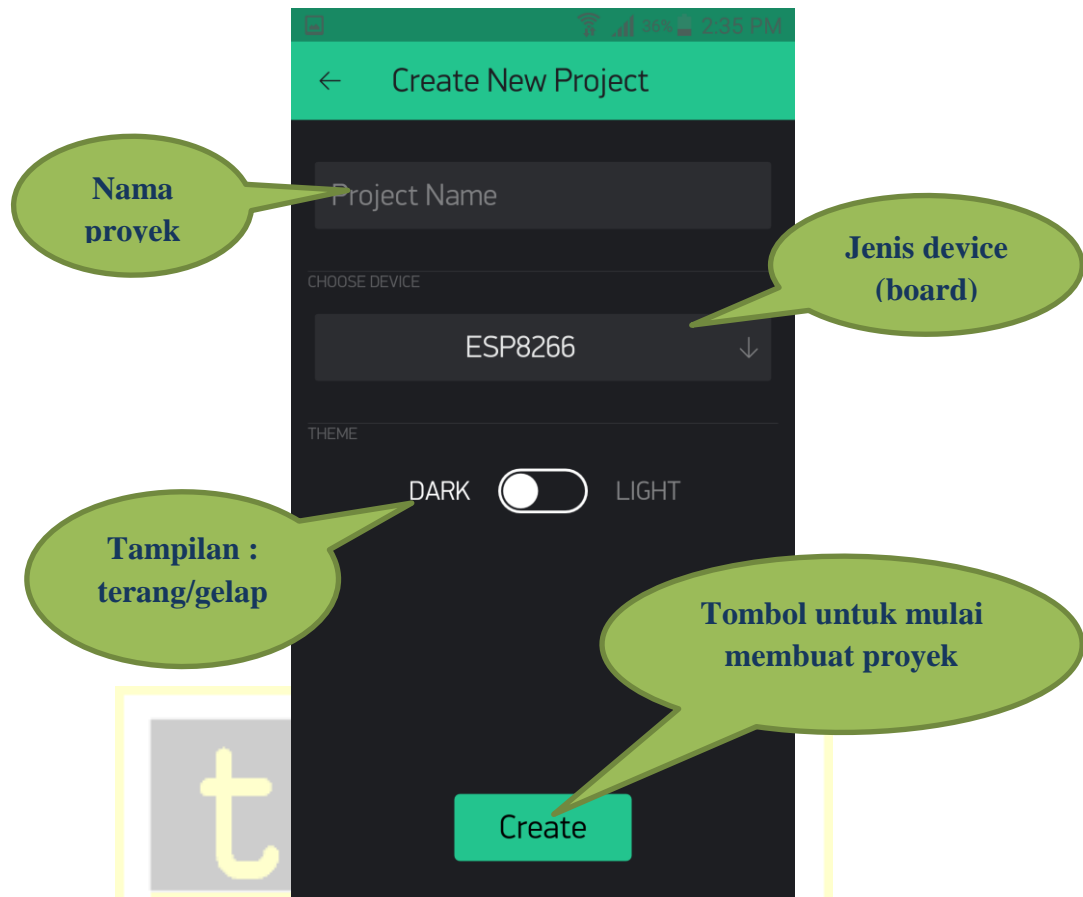 36% 2:35 PM
Create New Project
Nama
proyek
Project Name
Jenis device
(board)
CHOOSE DEVICE
ESP8266
THEME
DARK LIGHT
Tampilan :
terang/gelap
Tombol untuk mulai
membuat proyek
t
Create